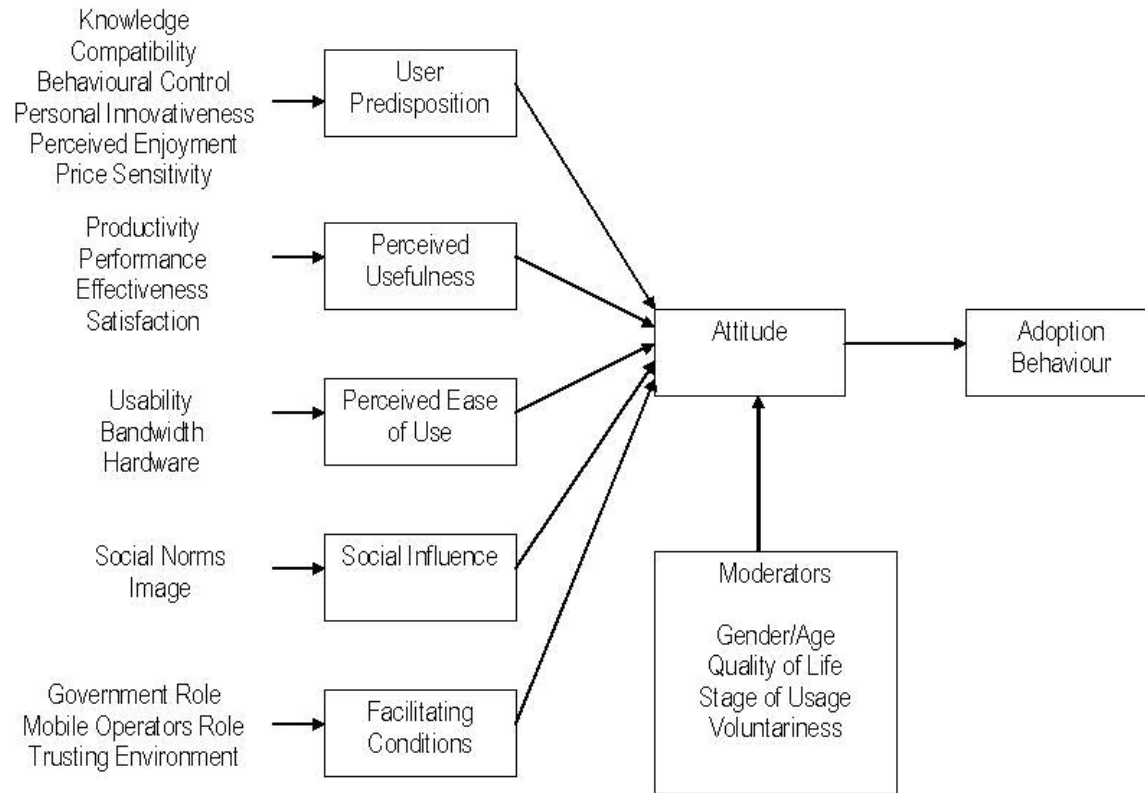 Knowledge
Compatibility
Behavioural Control
Personal Innovativeness
Perceived Enjoyment
Price Sensitivity
User
Predisposition
Productivity
Performance
Effectiveness
Satisfaction
Perceived
Usefulness
Usability
Bandwidth
Hardware
Perceived Ease
of Use
Social Norms
Image
Social Influence
Government Role
Mobile Operators Role
Trusting Environment
Facilitating
Conditions
Attitude
Adoption
Behaviour
Moderators
Gender/Age
Quality of Life
Stage of Usage
Voluntariness